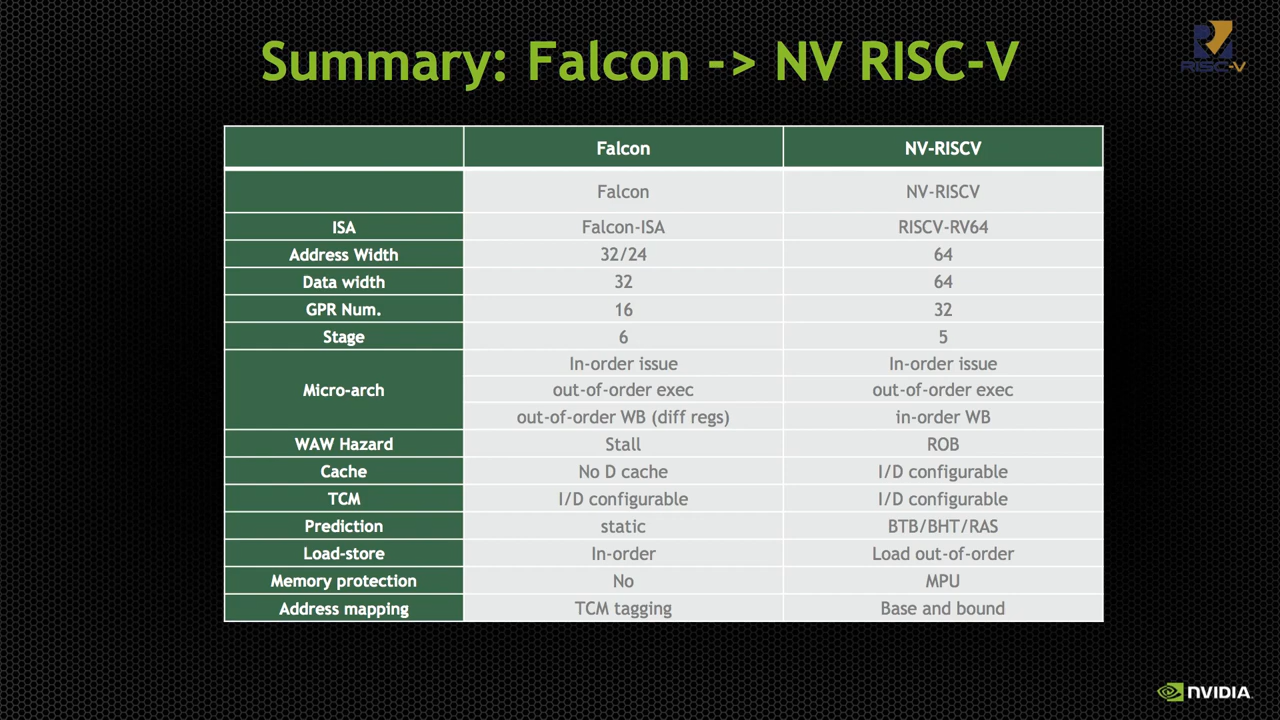 Summary: Falcon -> NV RISC-V
RISC-V
Falcon NV-RISCV
Falcon NV-RISCV
ISA Falcon-ISA RISCV-RV64
Address Width 32/24 64
Data width 32 64
GPR Num. 16 32
Stage 6 5
In-order issue In-order issue
Micro-arch out-of-order exec out-of-order exec
out-of-order WB (diff regs) in-order WB
WAW Hazard Stall ROB
Cache No D cache I/D configurable
TCM I/D configurable I/D configurable
Prediction static BTB/BHT/RAS
Load-store In-order Load out-of-order
Memory protection No MPU
Address mapping TCM tagging Base and bound
NVIDIA.